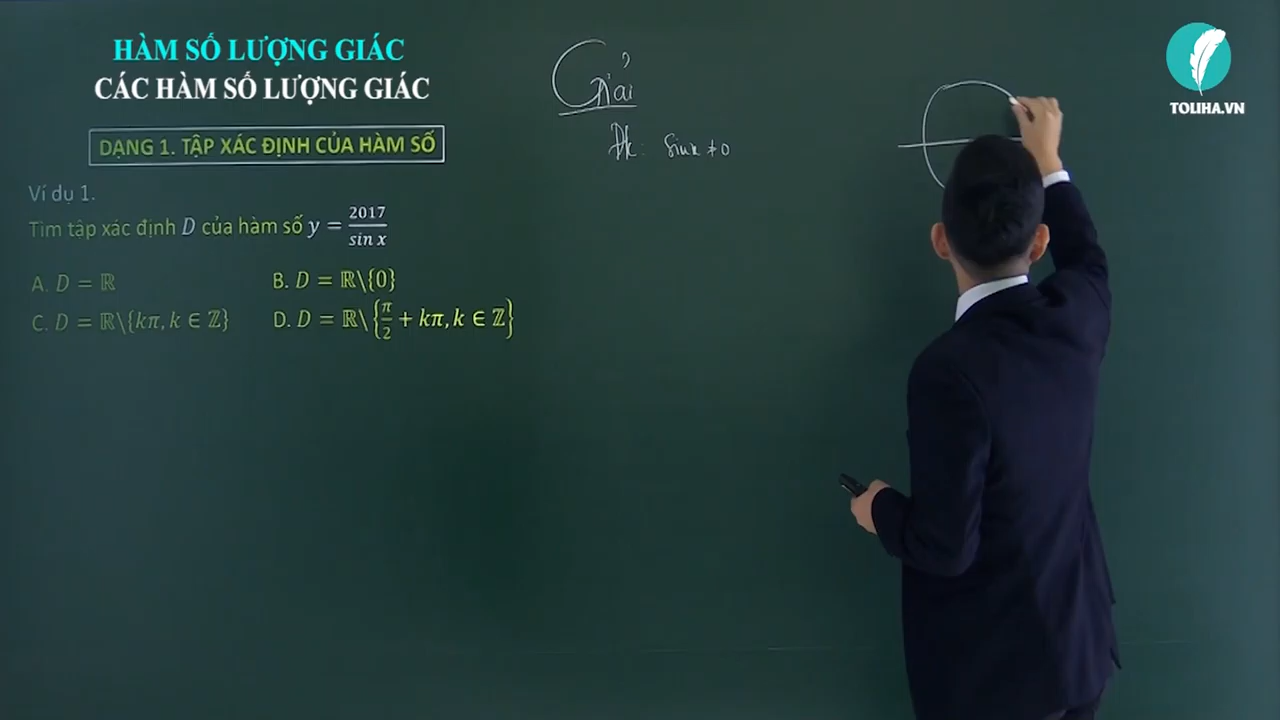 HÀM SỐ LƯỢNG GIÁC
CÁC HÀM SỐ LƯỢNG GIÁC
DẠNG 1. TẬP XÁC ĐỊNH CỦA HÀM SỐ
Ví dụ 1.
Tìm tập xác định D của hàm số y = 2017/sin x
A. D = ℝ
B. D = ℝ\{0}
C. D = ℝ\{kπ, k ∈ ℤ}
D. D = ℝ\{π/2 + kπ, k ∈ ℤ}
Giải
Đk: sinx ≠ 0
TOLIHA.VN